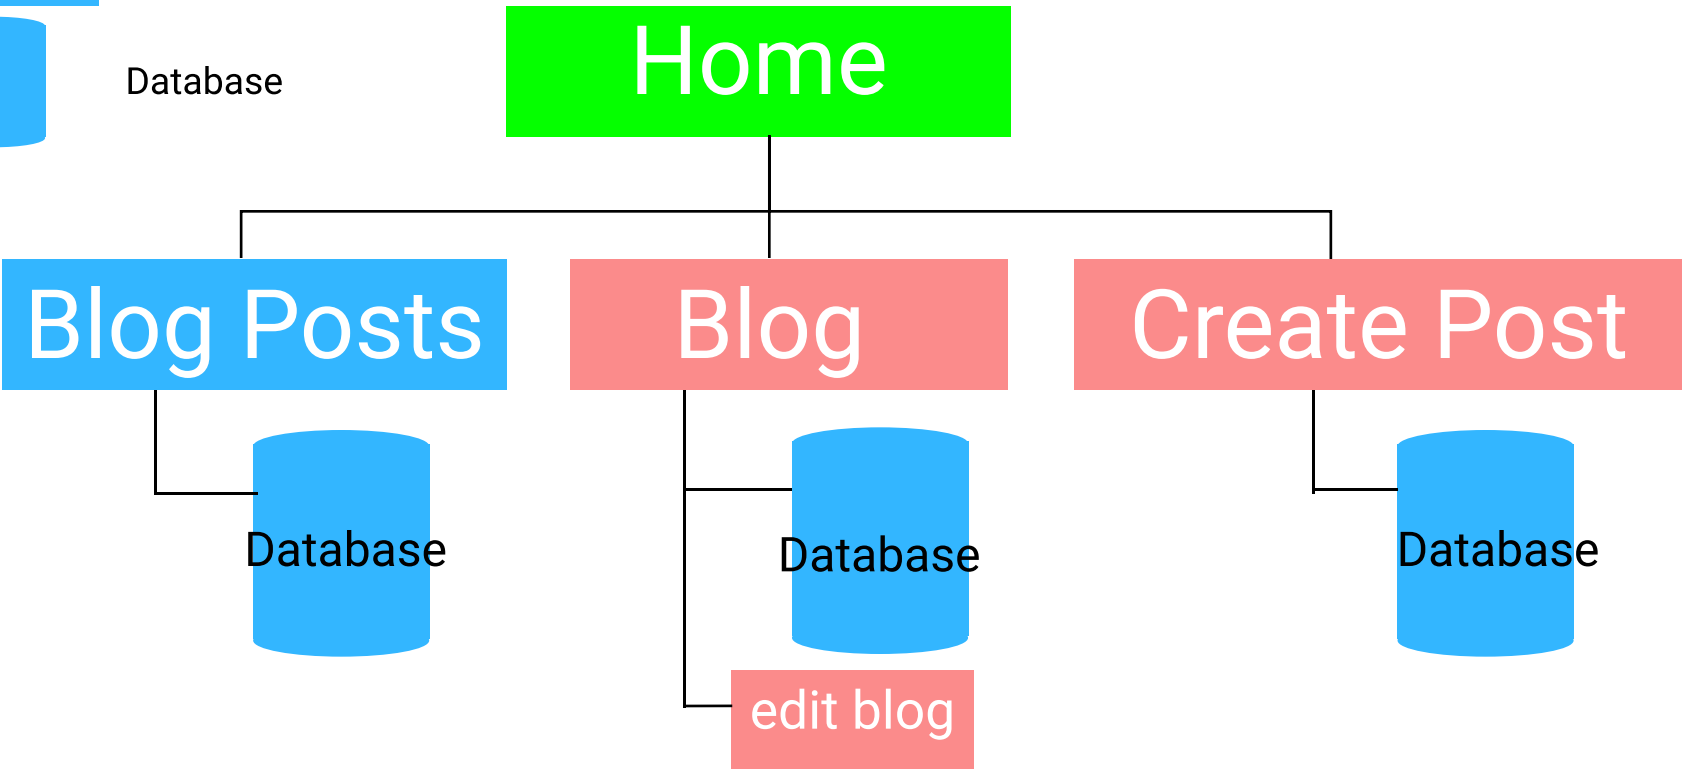 Database
Home
Blog Posts
Blog
Create Post
Database
Database
Database
edit blog